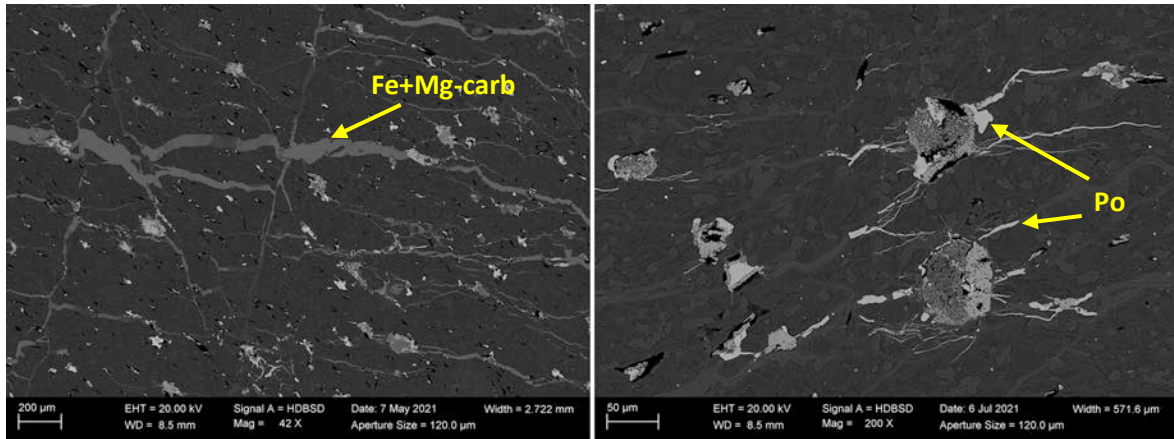 Fe+Mg-carb
200 µm
EHT = 20.00 kV
Signal A = HDBSD
Date: 7 May 2021
Width = 2.722 mm
WD = 8.5 mm
Mag = 42 X
Aperture Size = 120.0 µm
Po
50 µm
EHT = 20.00 kV
Signal A = HDBSD
Date: 6 Jul 2021
Width = 571.6 µm
WD = 8.5 mm
Mag = 200 X
Aperture Size = 120.0 µm